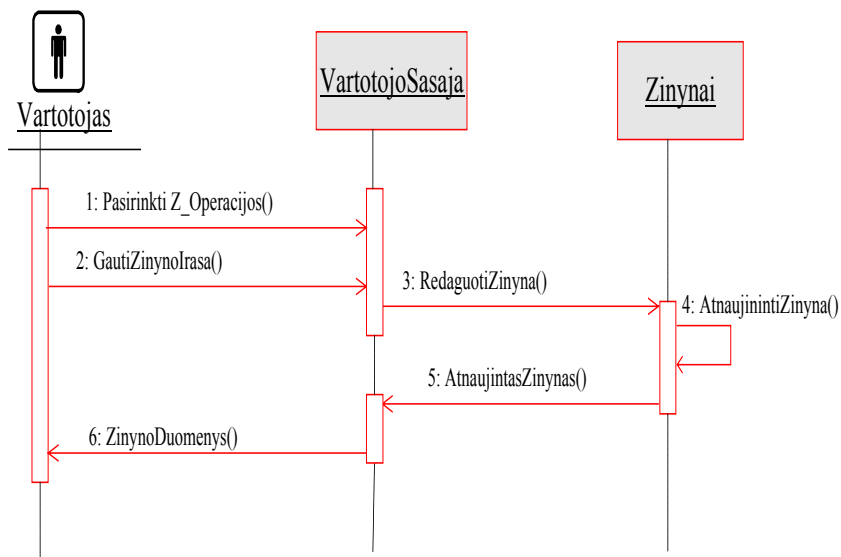 Vartotojas
VartotojoSasaja
Zinynai
1: Pasirinkti Z_Operacijos()
2: GautiZinynoIrasa()
3: RedaguotiZinyna()
4: AtnaujinintiZinyna()
5: AtnaujintasZinynas()
6: ZinynoDuomenys()